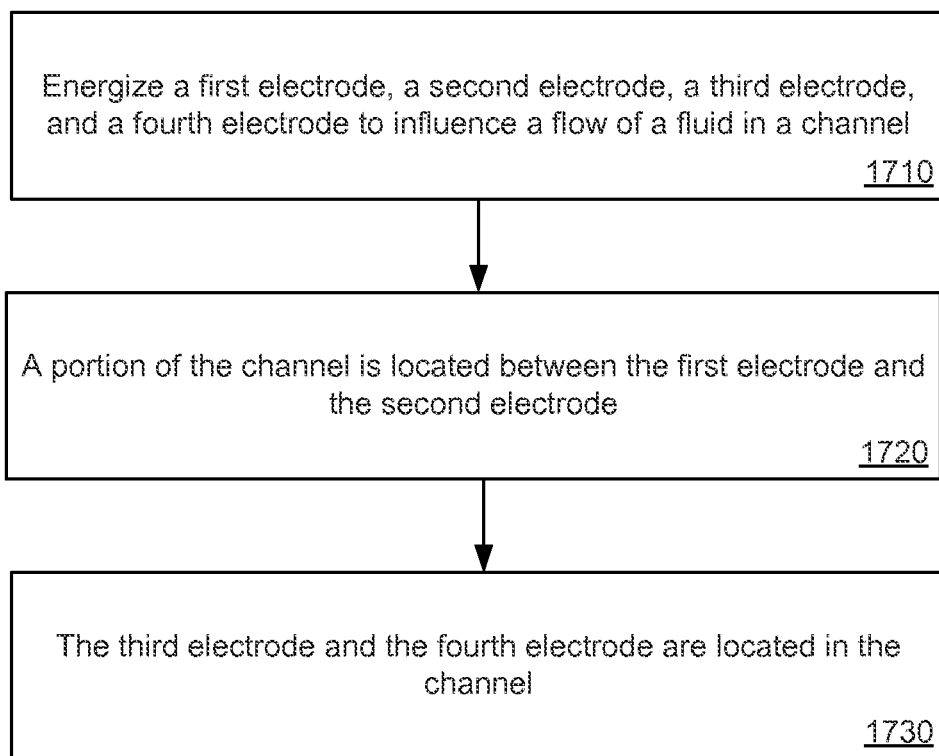 Energize a first electrode, a second electrode, a third electrode,
and a fourth electrode to influence a flow of a fluid in a channel
1710
A portion of the channel is located between the first electrode and
the second electrode
1720
The third electrode and the fourth electrode are located in the
channel
1730